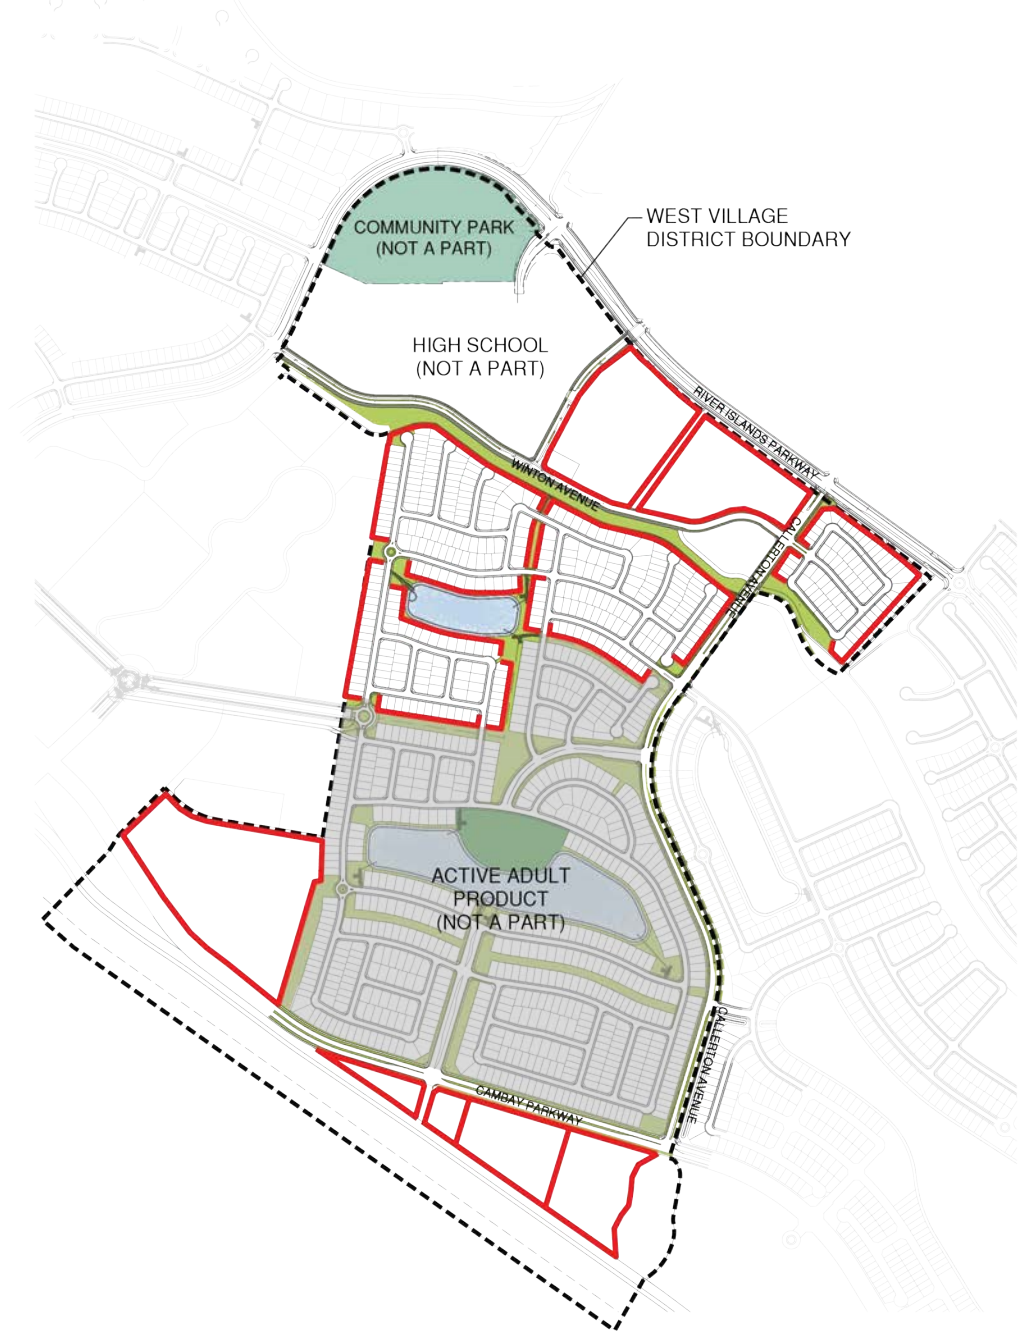 COMMUNITY PARK
(NOT A PART)
WEST VILLAGE
DISTRICT BOUNDARY
HIGH SCHOOL
(NOT A PART)
RIVER ISLANDS PARKWAY
WINTON AVENUE
CALLERTON AVENUE
ACTIVE ADULT
PRODUCT
(NOT A PART)
CALLERTON AVENUE
CAMBAY PARKWAY